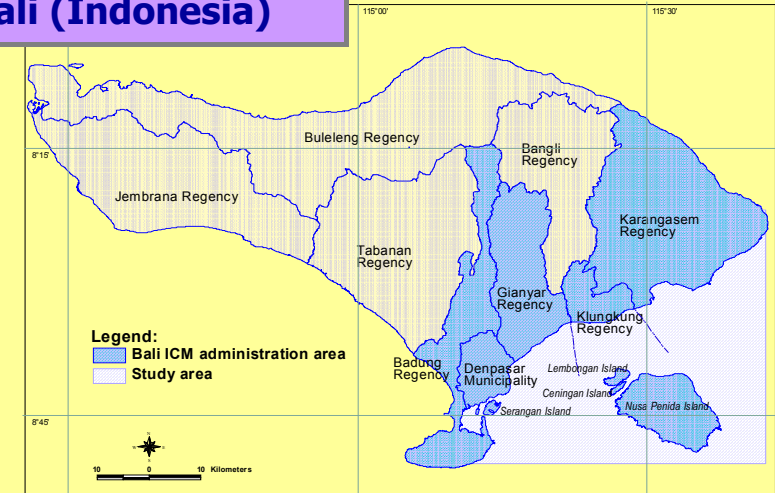 ali (Indonesia)
115°00'
115°30'
8°15'
8°45'
Buleleng Regency
Bangli
Regency
Jembrana Regency
Karangasem
Regency
Tabanan
Regency
Gianyar
Regency
Klungkung
Regency
Legend:
Bali ICM administration area
Study area
Badung
Regency
Denpasar
Municipality
Lembongan Island
Ceningan Island
Nusa Penida Island
Serangan Island
10 0 10 Kilometers